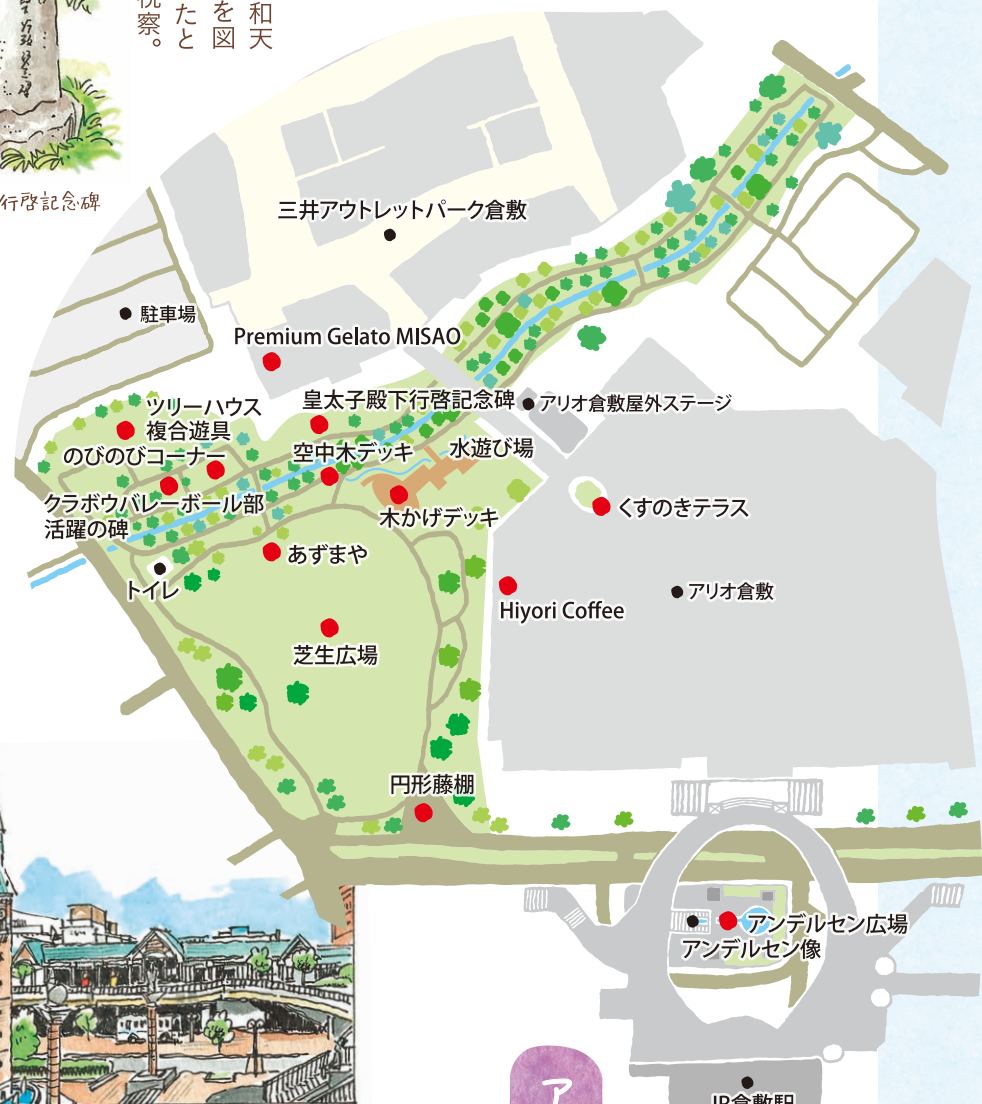 和天
を図
たと
視察。
行啓記念碑
三井アウトレットパーク倉敷
駐車場
Premium Gelato MISAO
ツリーハウス
複合遊具
皇太子殿下行啓記念碑
アリオ倉敷屋外ステージ
のびのびコーナー
空中木デッキ
水遊び場
クラボウバレーボール部
活躍の碑
木かげデッキ
くすのきテラス
あずまや
トイレ
Hiyori Coffee
アリオ倉敷
芝生広場
円形藤棚
アンデルセン広場
アンデルセン像
ア
JR倉敷駅